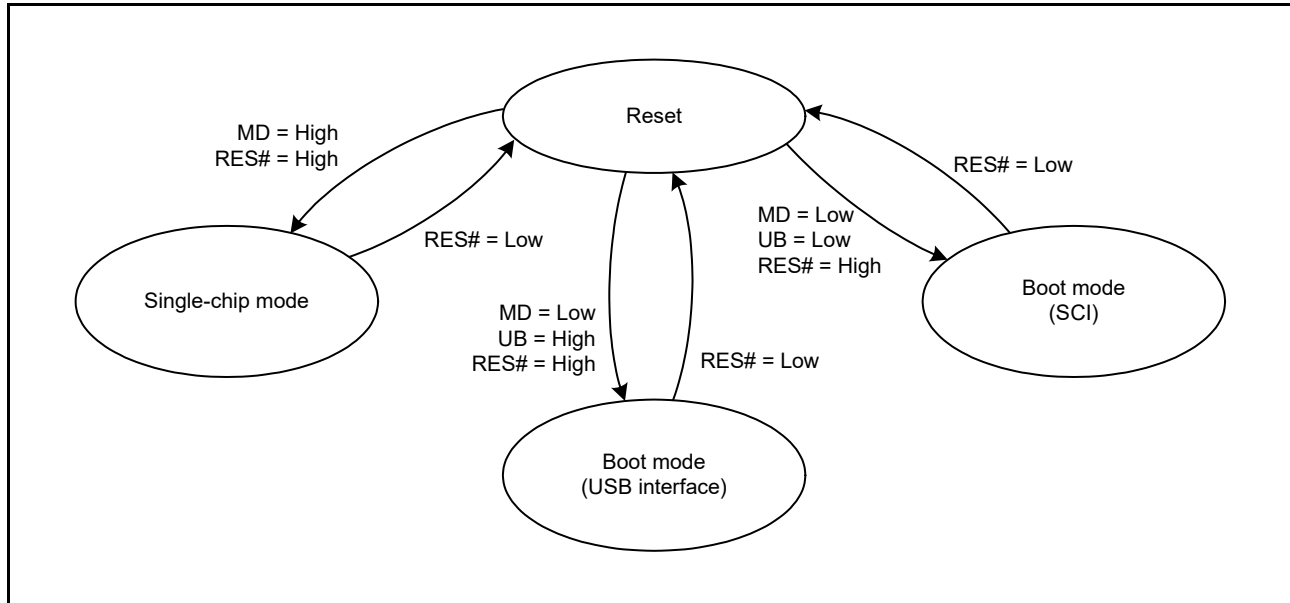 Reset
MD = High
RES# = High
RES# = Low
RES# = Low
MD = Low
UB = Low
RES# = High
Single-chip mode
Boot mode
(SCI)
MD = Low
UB = High
RES# = High
RES# = Low
Boot mode
(USB interface)